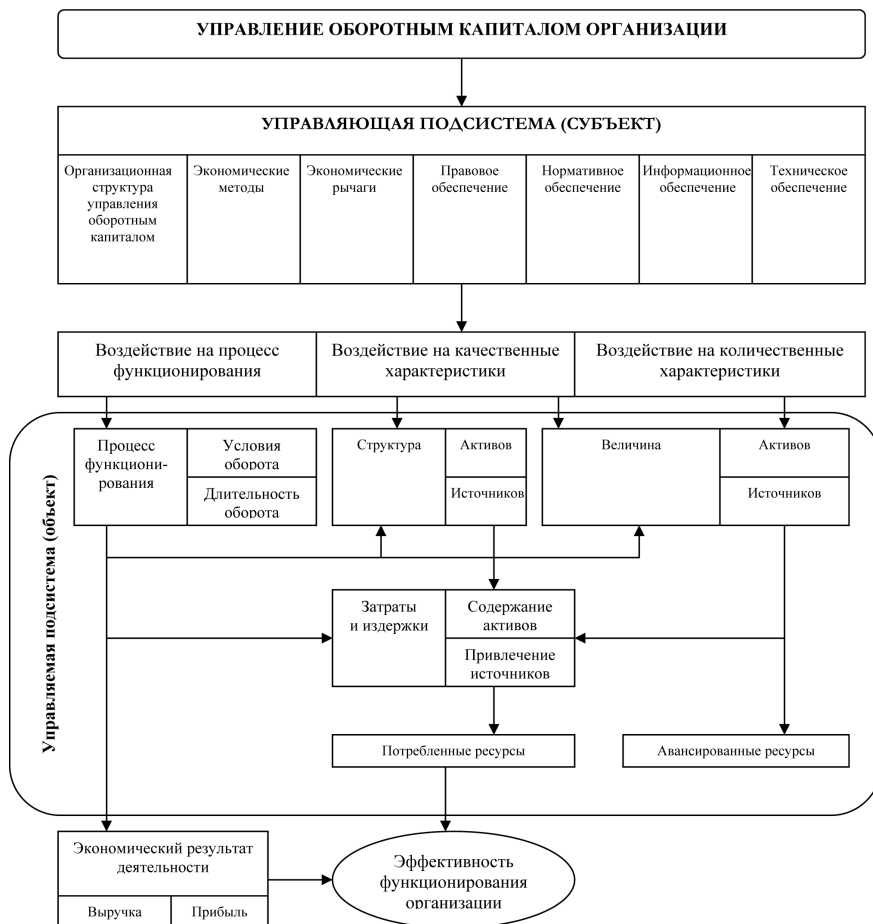 УПРАВЛЕНИЕ ОБОРОТНЫМ КАПИТАЛОМ ОРГАНИЗАЦИИ
УПРАВЛЯЮЩАЯ ПОДСИСТЕМА (СУБЪЕКТ)
Организационная
структура
управления
оборотным
капиталом
Экономические
методы
Экономические
рычаги
Правовое
обеспечение
Нормативное
обеспечение
Информационное
обеспечение
Техническое
обеспечение
Воздействие на процесс
функционирования
Воздействие на качественные
характеристики
Воздействие на количественные
характеристики
Управляемая подсистема (объект)
Процесс
функциони-
рования
Условия
оборота
Длительность
оборота
Структура
Активов
Источников
Величина
Активов
Источников
Затраты
и издержки
Содержание
активов
Привлечение
источников
Потребленные ресурсы
Авансированные ресурсы
Экономический результат
деятельности
Выручка
Прибыль
Эффективность
функционирования
организации